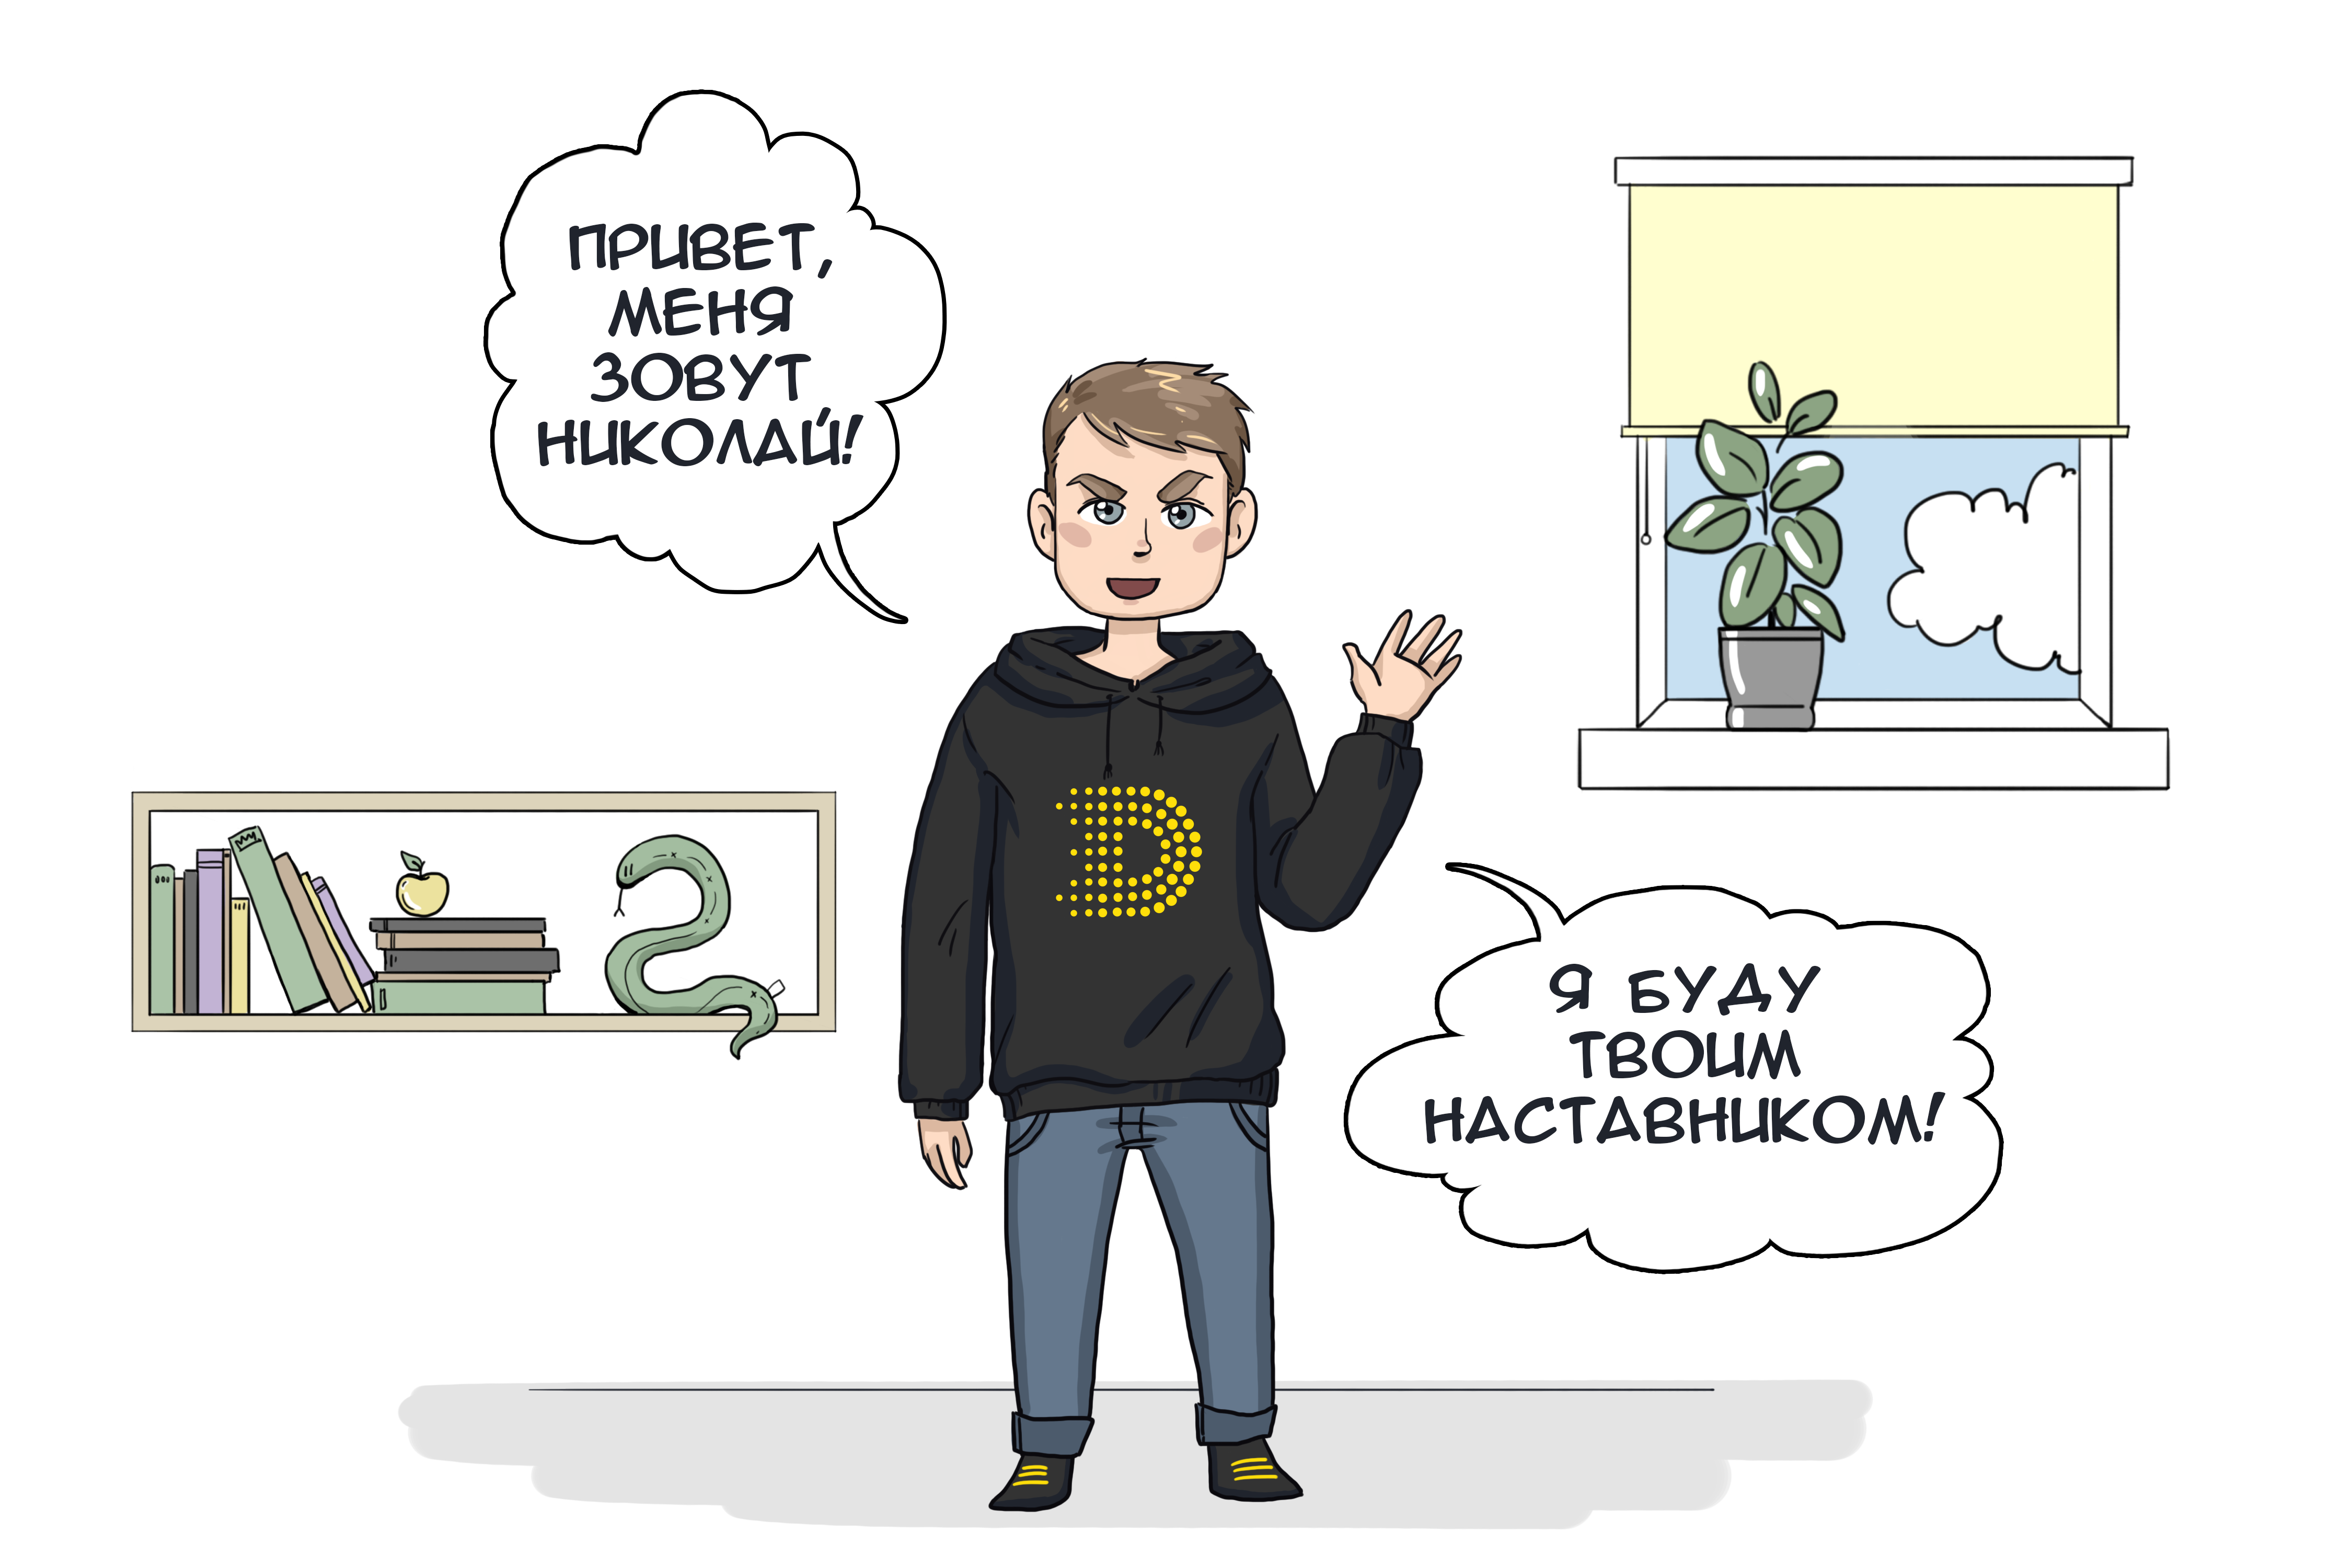 ПРИВЕТ,
МЕНЯ
ЗОВУТ
НИКОЛАЙ!
D
Я БУДУ
ТВОИМ
НАСТАВНИКОМ!